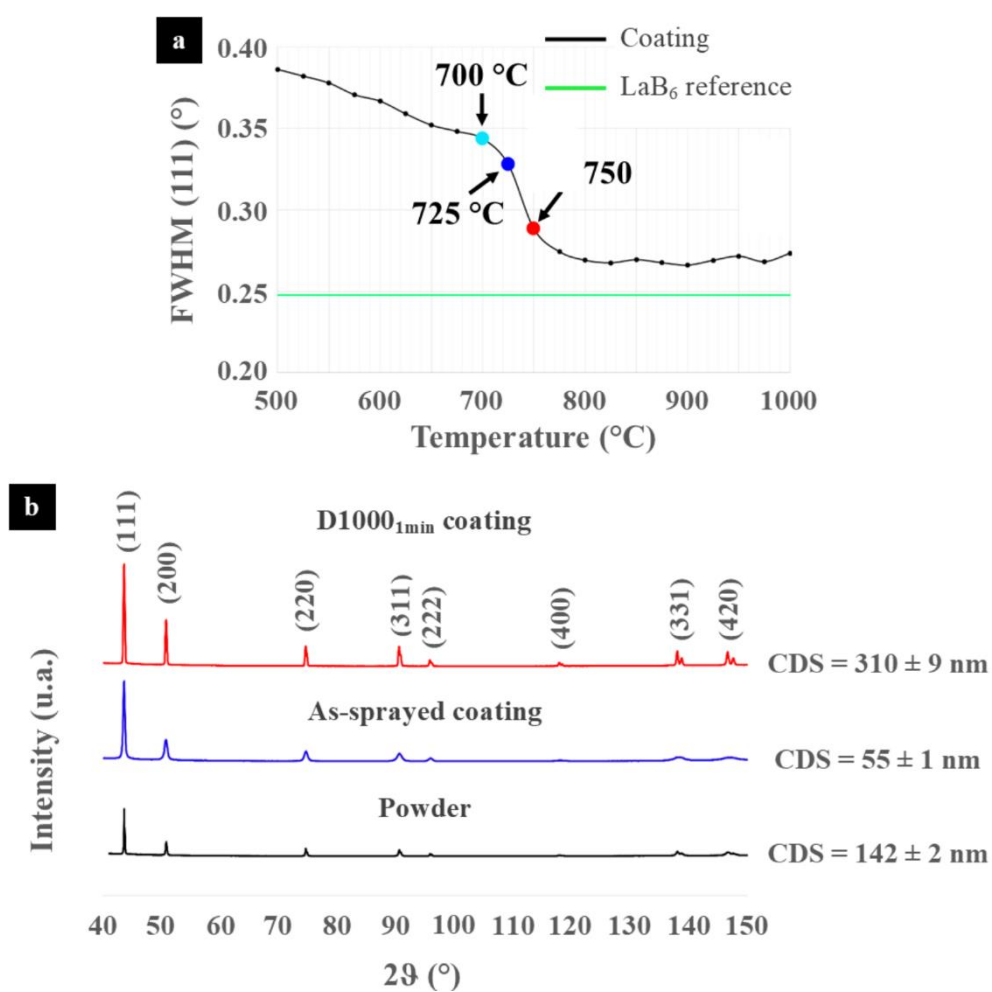 a
0.40
0.35
0.30
0.25
0.20
FWHM (111) (°)
Coating
LaB₆ reference
700 °C
725 °C
750
500 600 700 800 900 1000
Temperature (°C)
b
D1000₁ₘᵢₙ coating
(111) (200) (220) (311) (222) (400) (331) (420)
CDS = 310 ± 9 nm
As-sprayed coating
CDS = 55 ± 1 nm
Powder
CDS = 142 ± 2 nm
Intensity (u.a.)
40 50 60 70 80 90 100 110 120 130 140 150
2ϑ (°)